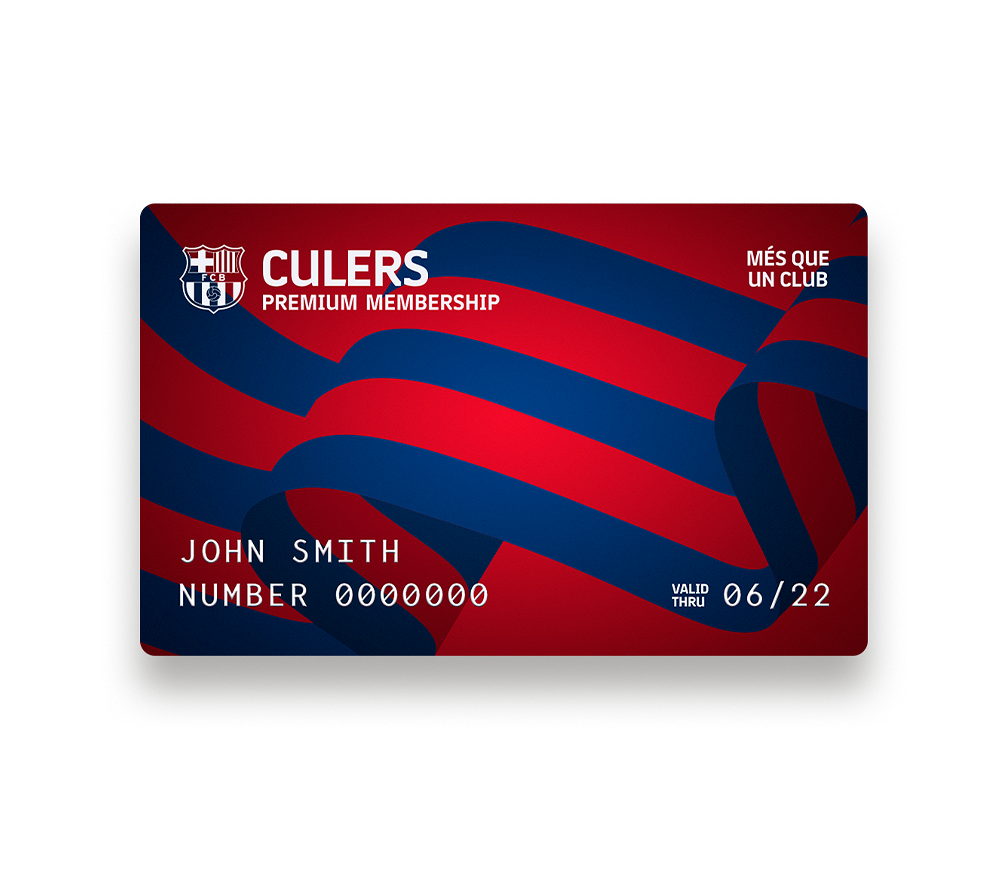 FCB
CULERS
PREMIUM MEMBERSHIP
MÉS QUE
UN CLUB
JOHN SMITH
NUMBER 0000000
VALID
THRU 06/22